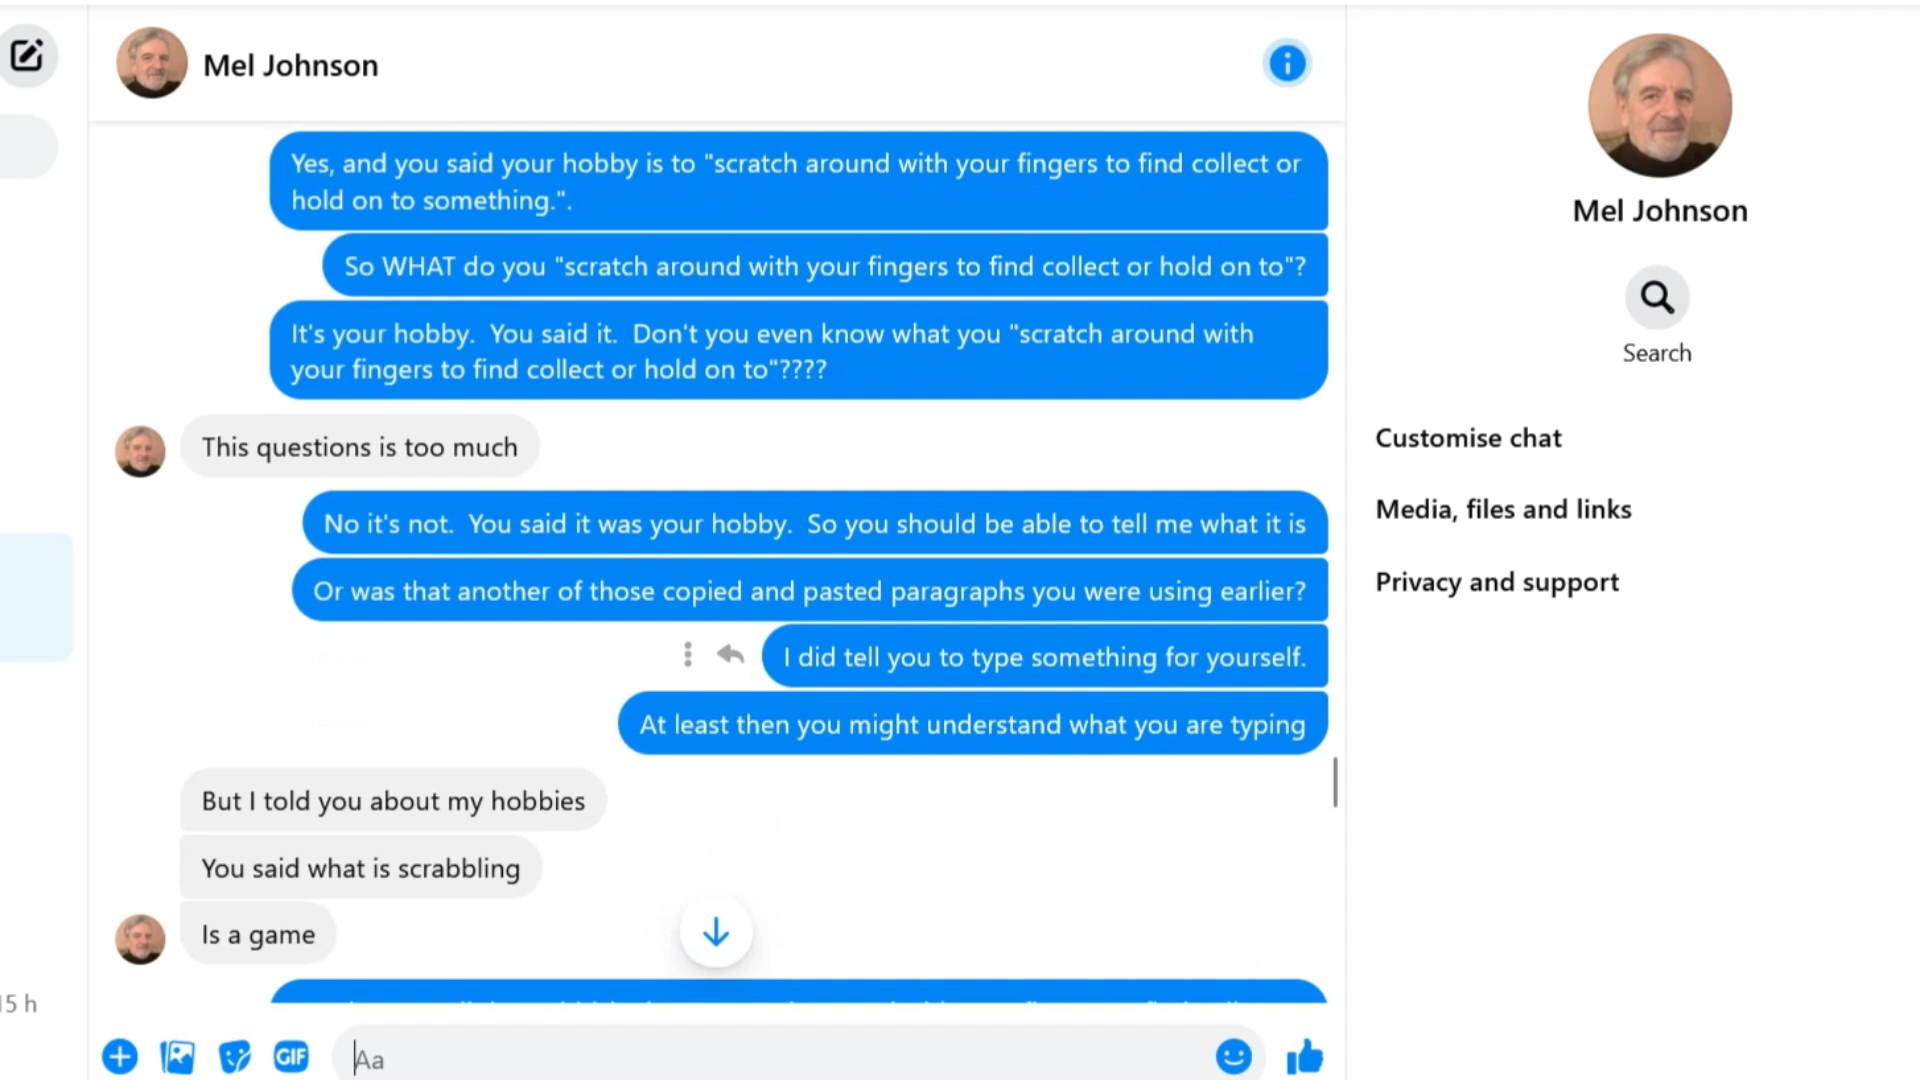 Mel Johnson
Yes, and you said your hobby is to "scratch around with your fingers to find collect or
hold on to something.".
So WHAT do you "scratch around with your fingers to find collect or hold on to"?
It's your hobby.  You said it.  Don't you even know what you "scratch around with
your fingers to find collect or hold on to"????
This questions is too much
No it's not.  You said it was your hobby.  So you should be able to tell me what it is
Or was that another of those copied and pasted paragraphs you were using earlier?
I did tell you to type something for yourself.
At least then you might understand what you are typing
But I told you about my hobbies
You said what is scrabbling
Is a game
15 h
GIF
Aa
Mel Johnson
Search
Customise chat
Media, files and links
Privacy and support